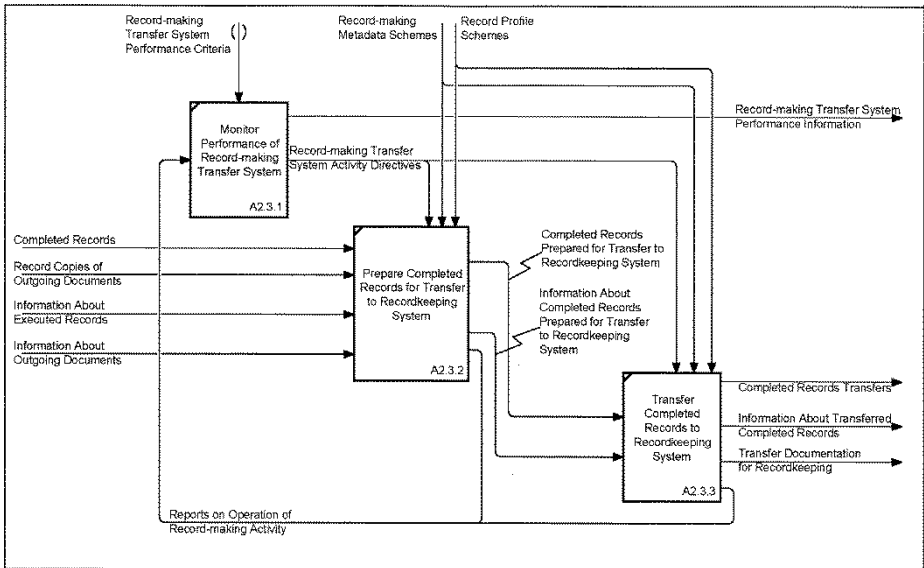 Record-making
Transfer System
Performance Criteria
( )
Record-making
Metadata Schemes
Record Profile
Schemes
Monitor
Performance of
Record-making
Transfer System
A2.3.1
Record-making Transfer System
Performance Information
Record-making Transfer
System Activity Directives
Completed Records
Record Copies of
Outgoing Documents
Information About
Executed Records
Information About
Outgoing Documents
Prepare Completed
Records for Transfer
to Recordkeeping
System
A2.3.2
Completed Records
Prepared for Transfer to
Recordkeeping System
Information About
Completed Records
Prepared for Transfer
to Recordkeeping
System
Transfer
Completed
Records to
Recordkeeping
System
A2.3.3
Completed Records Transfers
Information About Transferred
Completed Records
Transfer Documentation
for Recordkeeping
Reports on Operation of
Record-making Activity